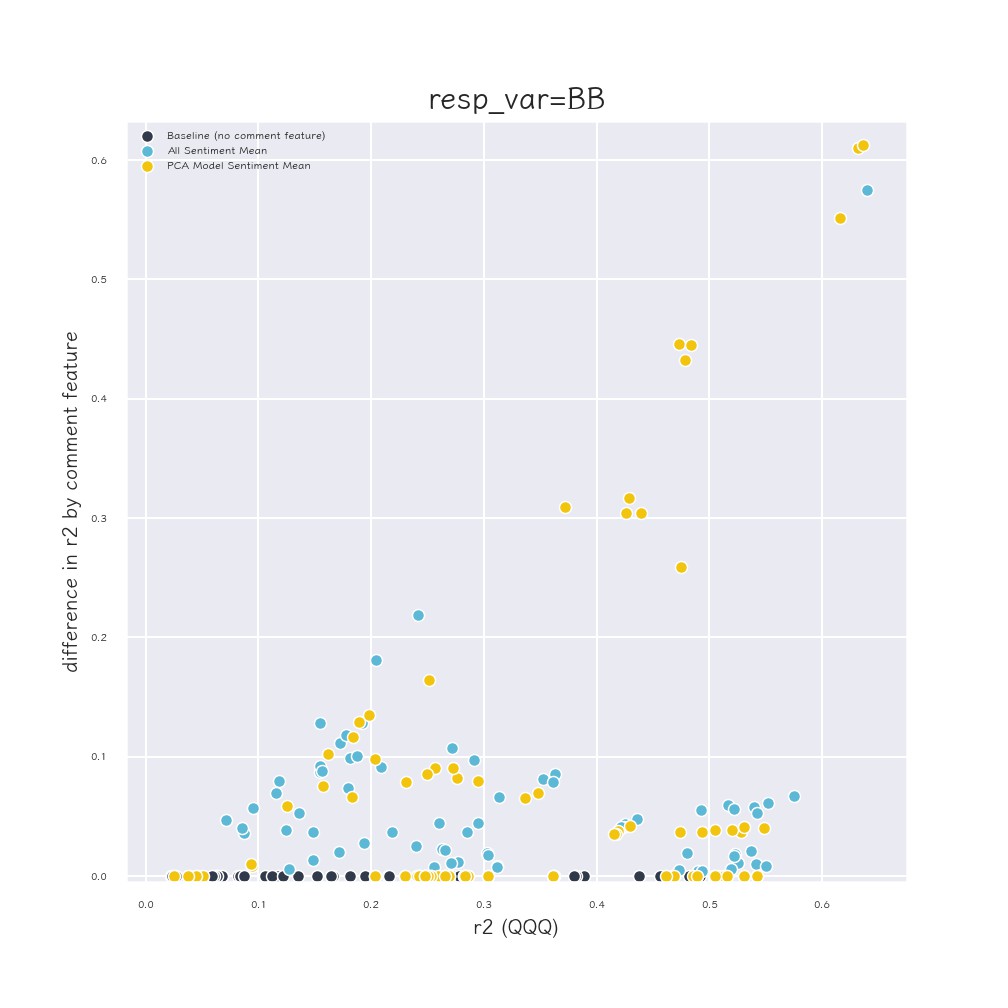 resp_var=BB
Baseline (no comment feature)
All Sentiment Mean
PCA Model Sentiment Mean
difference in r2 by comment feature
0.6
0.5
0.4
0.3
0.2
0.1
0.0
0.0 0.1 0.2 0.3 0.4 0.5 0.6
r2 (QQQ)